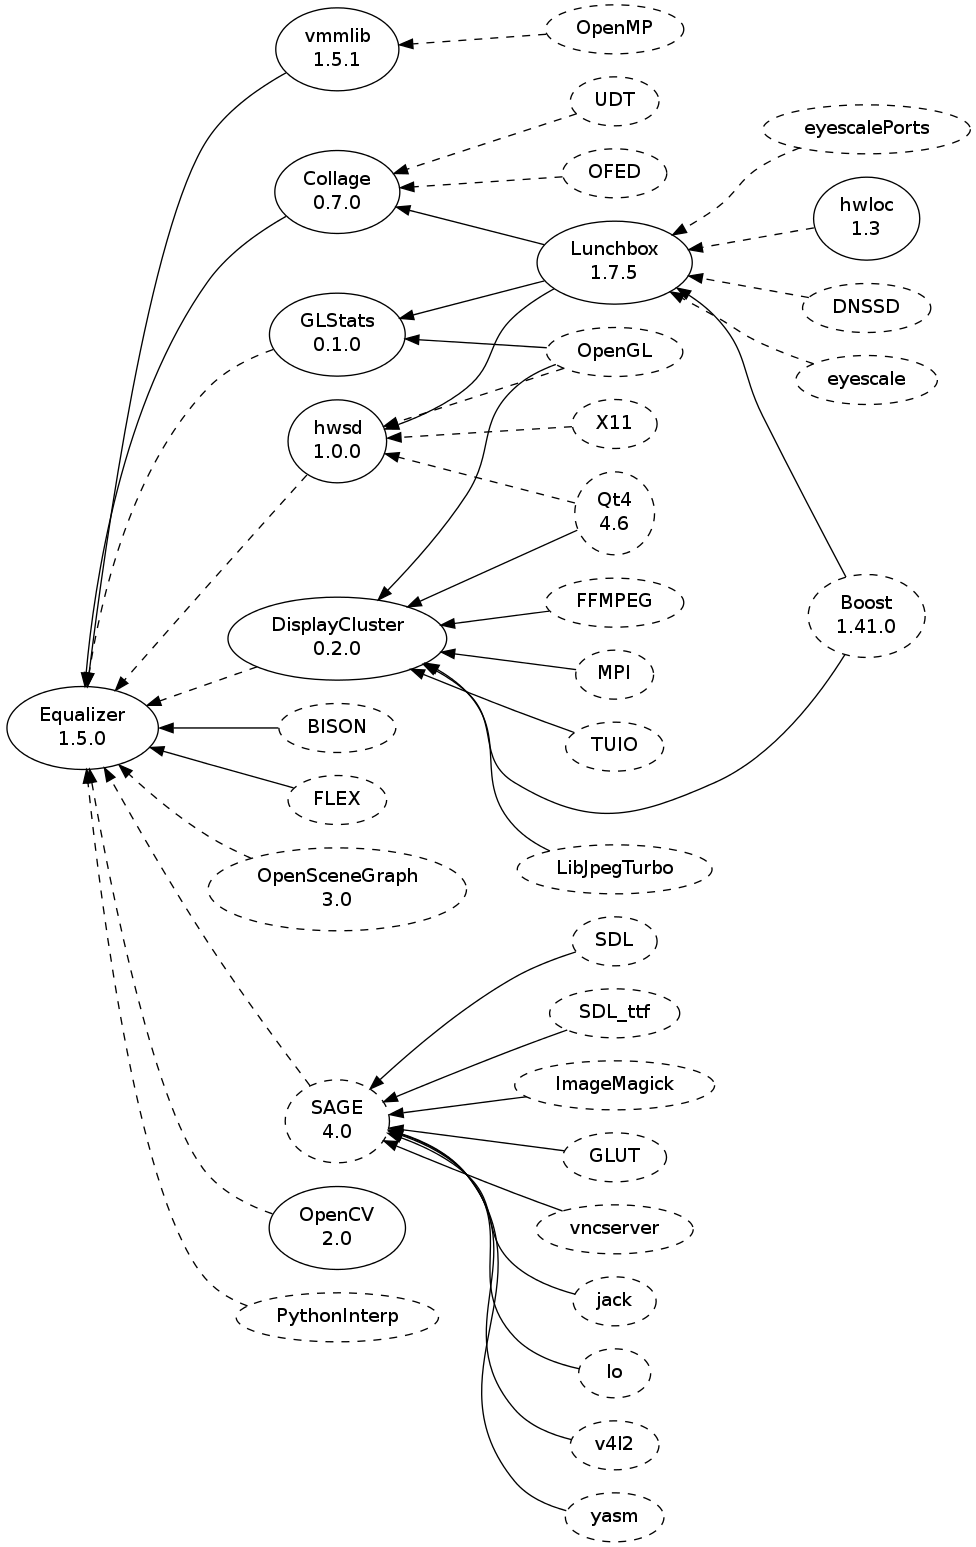 vmmlib
1.5.1
OpenMP
UDT
eyescalePorts
Collage
0.7.0
OFED
hwloc
1.3
Lunchbox
1.7.5
DNSSD
GLStats
0.1.0
OpenGL
eyescale
hwsd
1.0.0
X11
Qt4
4.6
FFMPEG
Boost
1.41.0
DisplayCluster
0.2.0
MPI
Equalizer
1.5.0
BISON
TUIO
FLEX
LibJpegTurbo
OpenSceneGraph
3.0
SDL
SDL_ttf
ImageMagick
SAGE
4.0
GLUT
OpenCV
2.0
vncserver
jack
PythonInterp
lo
v4l2
yasm